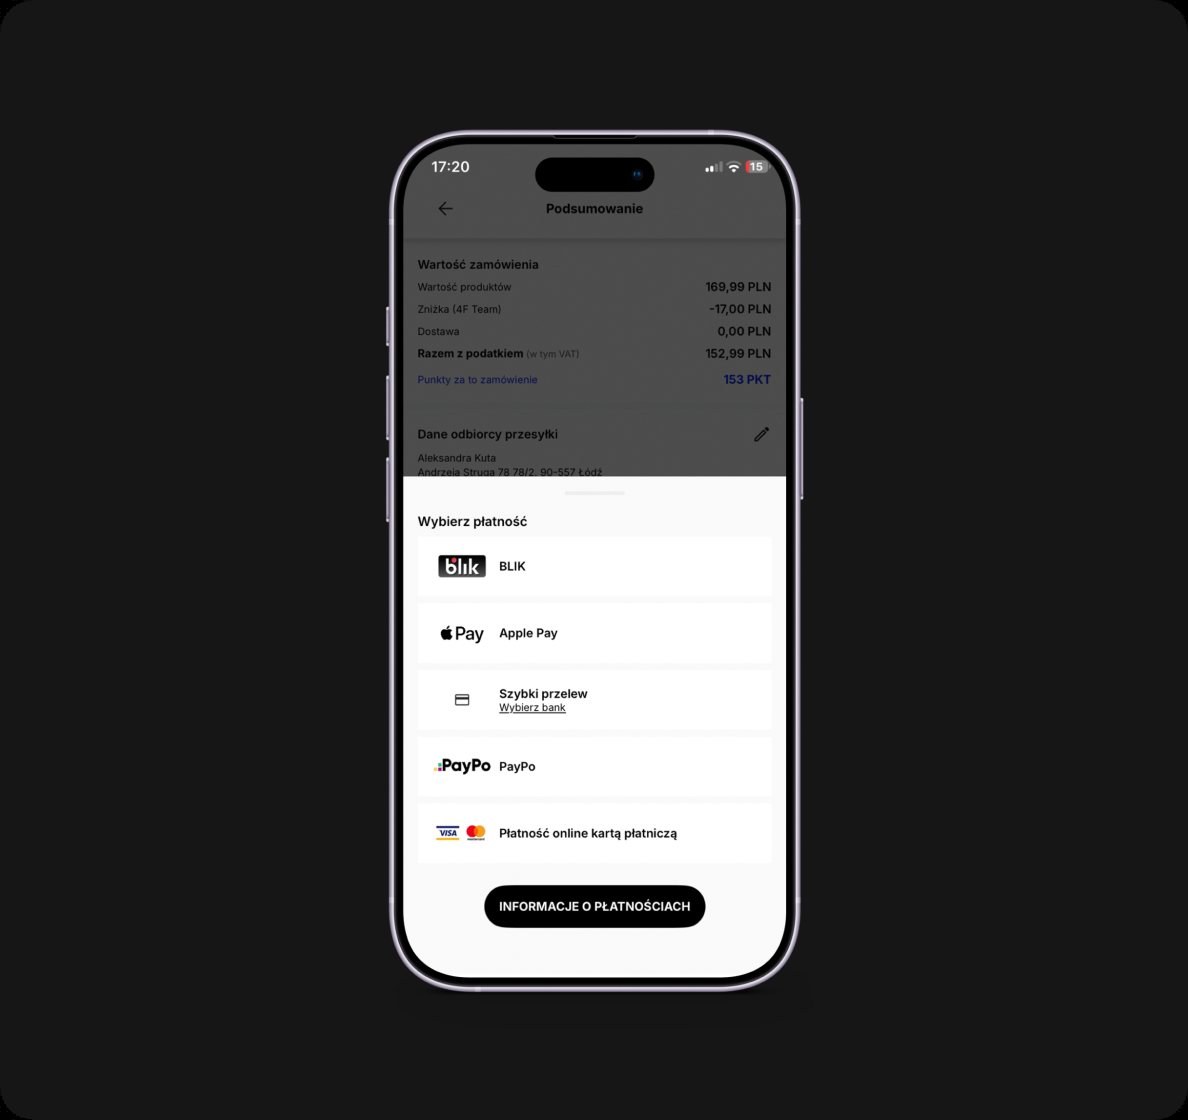 17:20
15
Podsumowanie
Wartość zamówienia
Wartość produktów 169,99 PLN
Zniżka (4F Team) -17,00 PLN
Dostawa 0,00 PLN
Razem z podatkiem (w tym VAT) 152,99 PLN
Punkty za to zamówienie 153 PKT
Dane odbiorcy przesyłki
Aleksandra Kuta
Andrzeja Struga 78 78/2, 90-557 Łódź
Wybierz płatność
blik BLIK
Pay Apple Pay
Szybki przelew
Wybierz bank
PayPo PayPo
VISA mastercard Płatność online kartą płatniczą
INFORMACJE O PŁATNOŚCIACH